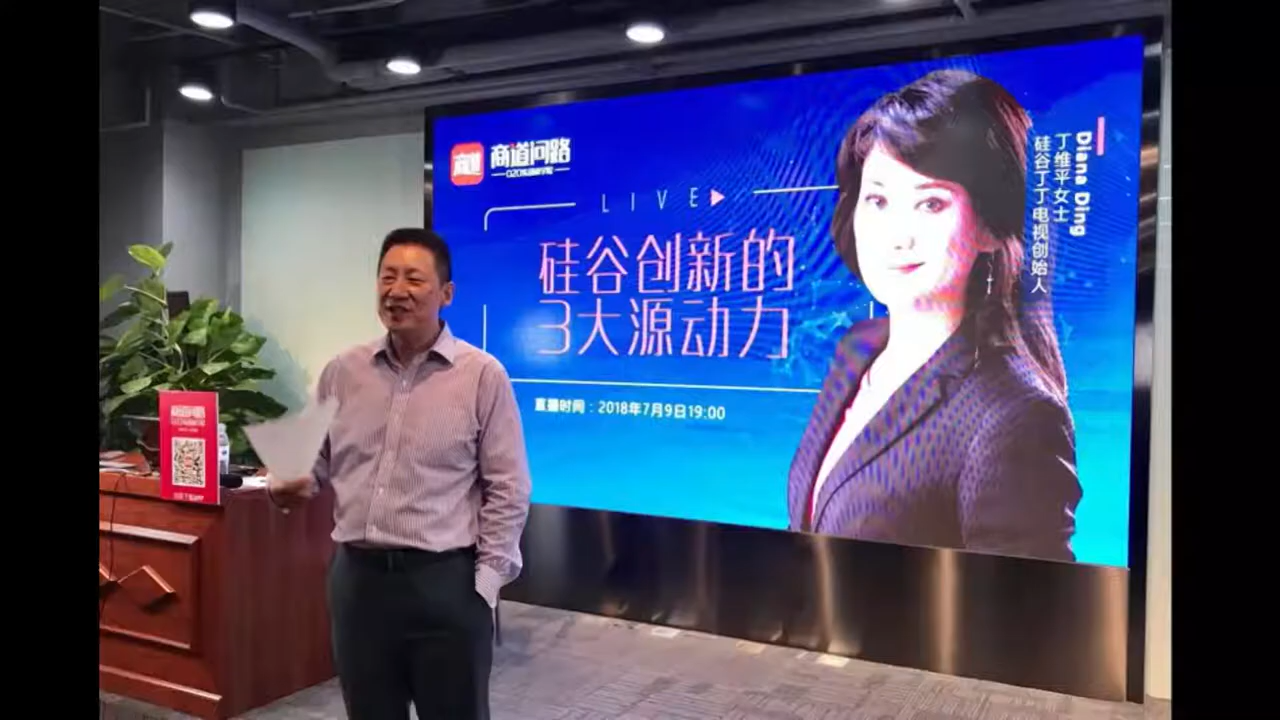 商道问路
LIVE
硅谷创新的
3大源动力
直播时间：2018年7月9日19:00
Diana Ding
丁维平女士
硅谷丁丁电视创始人